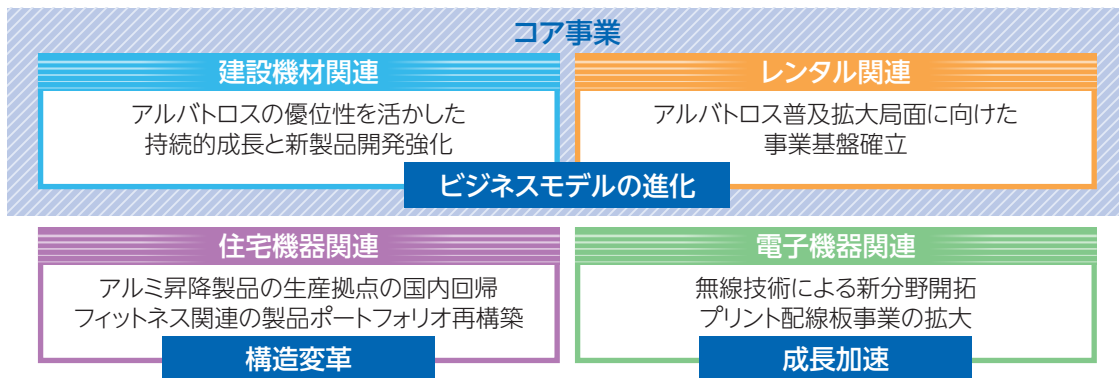 コア事業
建設機材関連
アルバトロスの優位性を活かした
持続的成長と新製品開発強化
レンタル関連
アルバトロス普及拡大局面に向けた
事業基盤確立
ビジネスモデルの進化
住宅機器関連
アルミ昇降製品の生産拠点の国内回帰
フィットネス関連の製品ポートフォリオ再構築
構造変革
電子機器関連
無線技術による新分野開拓
プリント配線板事業の拡大
成長加速